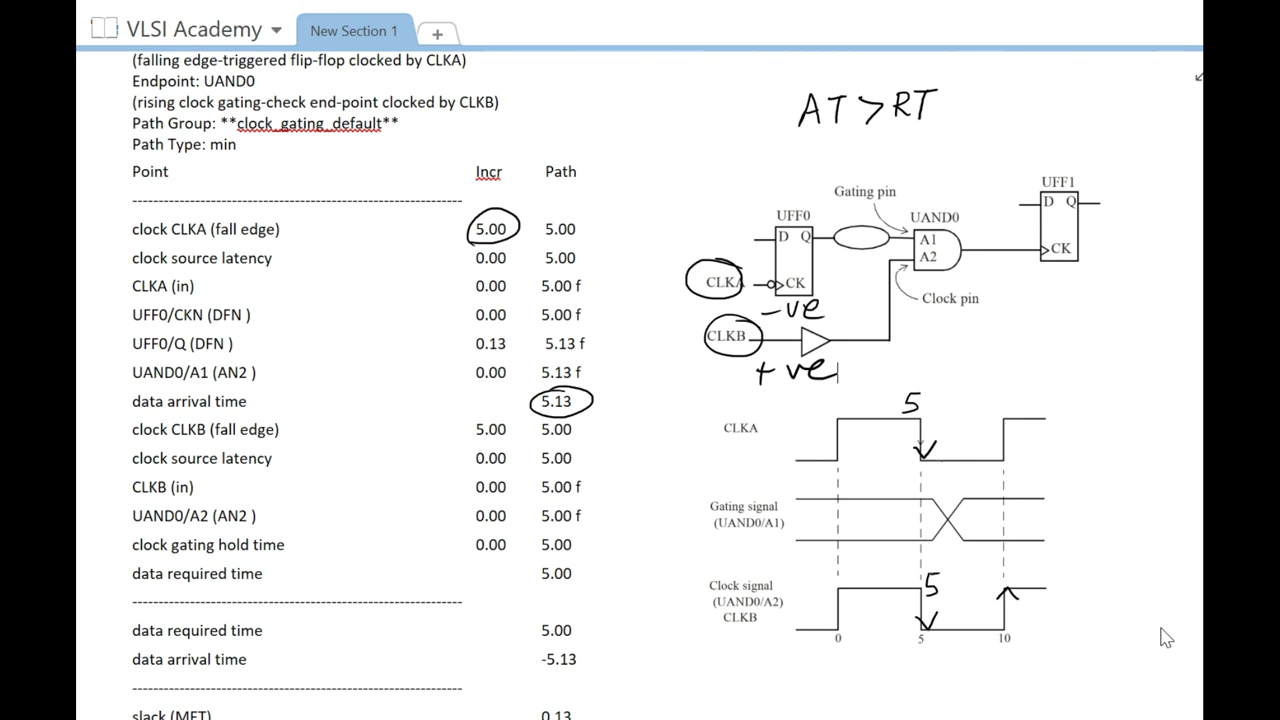 VLSI Academy
New Section 1
+
(falling edge-triggered flip-flop clocked by CLKA)
Endpoint: UAND0
(rising clock gating-check end-point clocked by CLKB)
Path Group: **clock_gating_default**
Path Type: min
Point Incr Path
------------------------------------------------------------------
clock CLKA (fall edge) 5.00 5.00
clock source latency 0.00 5.00
CLKA (in) 0.00 5.00 f
UFF0/CKN (DFN ) 0.00 5.00 f
UFF0/Q (DFN ) 0.13 5.13 f
UAND0/A1 (AN2 ) 0.00 5.13 f
data arrival time 5.13
clock CLKB (fall edge) 5.00 5.00
clock source latency 0.00 5.00
CLKB (in) 0.00 5.00 f
UAND0/A2 (AN2 ) 0.00 5.00 f
clock gating hold time 0.00 5.00
data required time 5.00
------------------------------------------------------------------
data required time 5.00
data arrival time -5.13
------------------------------------------------------------------
slack (MET) 0.13
AT > RT
UFF1
D Q
CK
Gating pin
UAND0
A1
A2
UFF0
D Q
CK
CLKA
-ve
Clock pin
CLKB
+ve
5
CLKA
Gating signal
(UAND0/A1)
Clock signal
(UAND0/A2)
CLKB
5
0 5 10